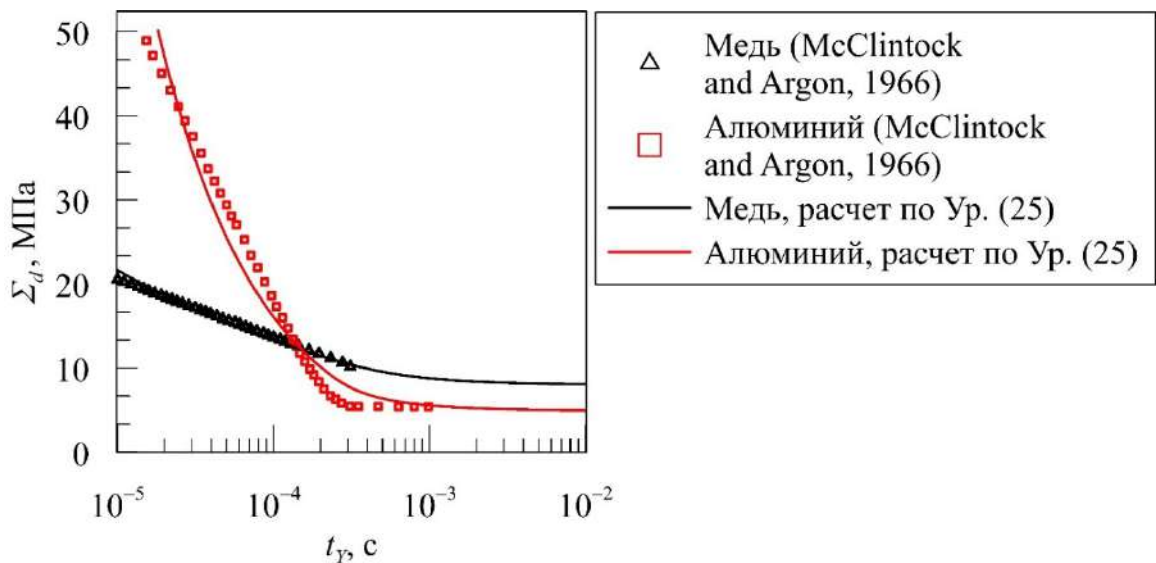 50
40
30
20
10
0
Σd, МПа
10⁻⁵
10⁻⁴
10⁻³
10⁻²
tY, с
Медь (McClintock
and Argon, 1966)
Алюминий (McClintock
and Argon, 1966)
Медь, расчет по Ур. (25)
Алюминий, расчет по Ур. (25)